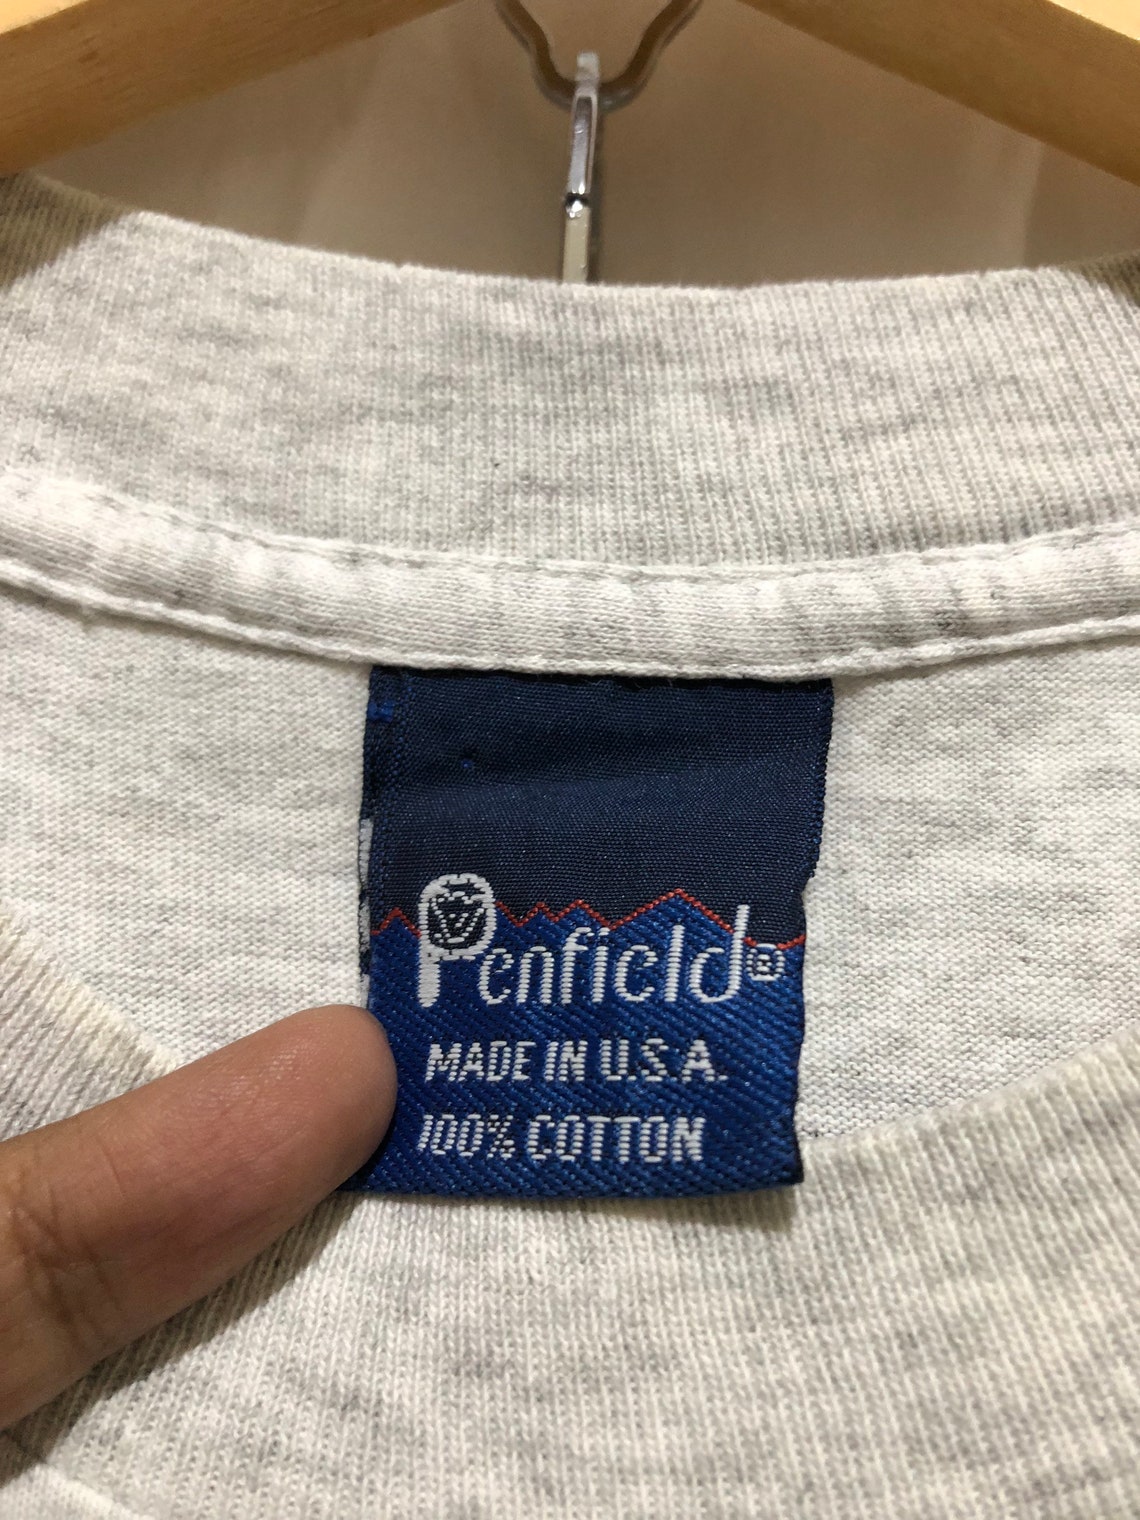 Penfield®
MADE IN U.S.A.
100% COTTON